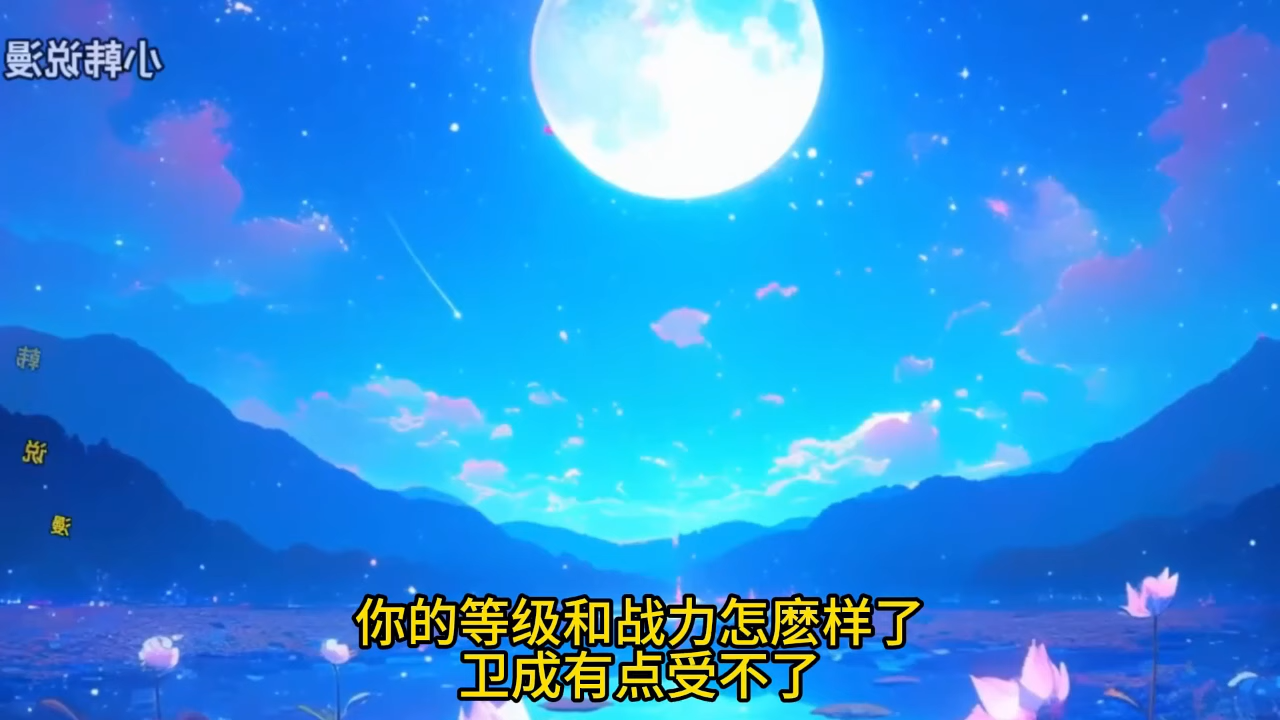 小韩说漫
韩
说
漫
你的等级和战力怎麽样了
卫成有点受不了